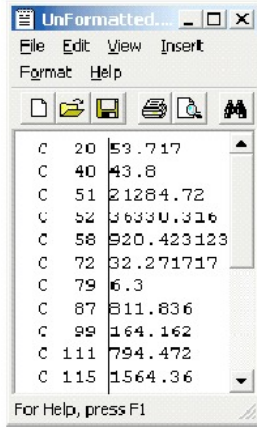 UnFormatted....
File Edit View Insert
Format Help
C 20 53.717
C 40 43.8
C 51 21284.72
C 52 36330.316
C 58 920.423123
C 72 32.271717
C 79 6.3
C 87 811.836
C 99 164.162
C 111 794.472
C 115 1564.36
For Help, press F1